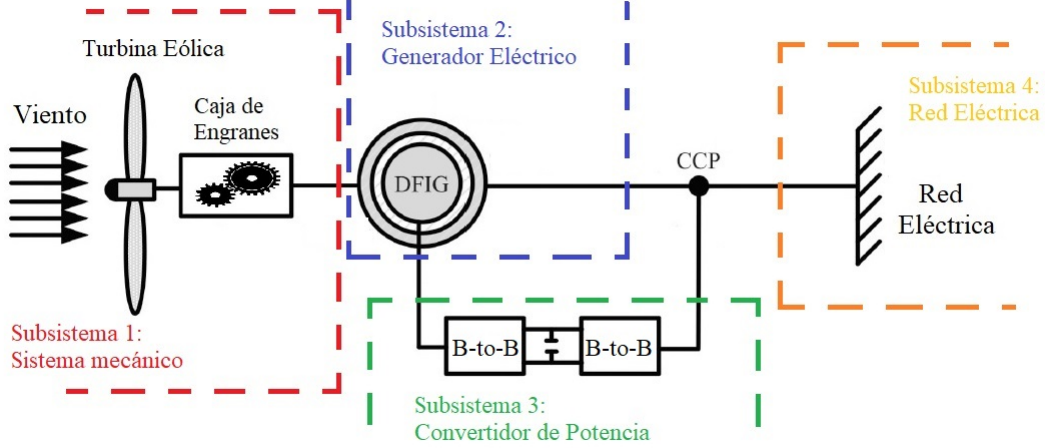 Subsistema 2:
Generador Eléctrico
Turbina Eólica
Subsistema 4:
Red Eléctrica
Viento
Caja de
Engranes
CCP
DFIG
Red
Eléctrica
Subsistema 1:
Sistema mecánico
B-to-B
B-to-B
Subsistema 3:
Convertidor de Potencia